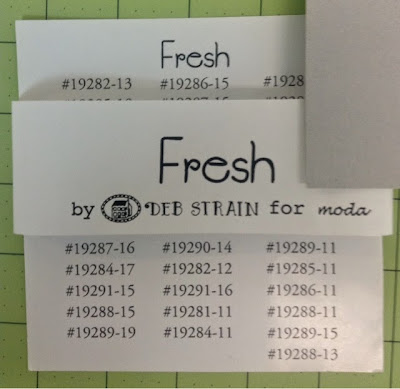 Fresh
#19282-13 #19286-15 #1928
Fresh
by DEB STRAIN for moda
#19287-16 #19290-14 #19289-11
#19284-17 #19282-12 #19285-11
#19291-15 #19291-16 #19286-11
#19288-15 #19281-11 #19288-11
#19289-19 #19284-11 #19289-15
#19288-13